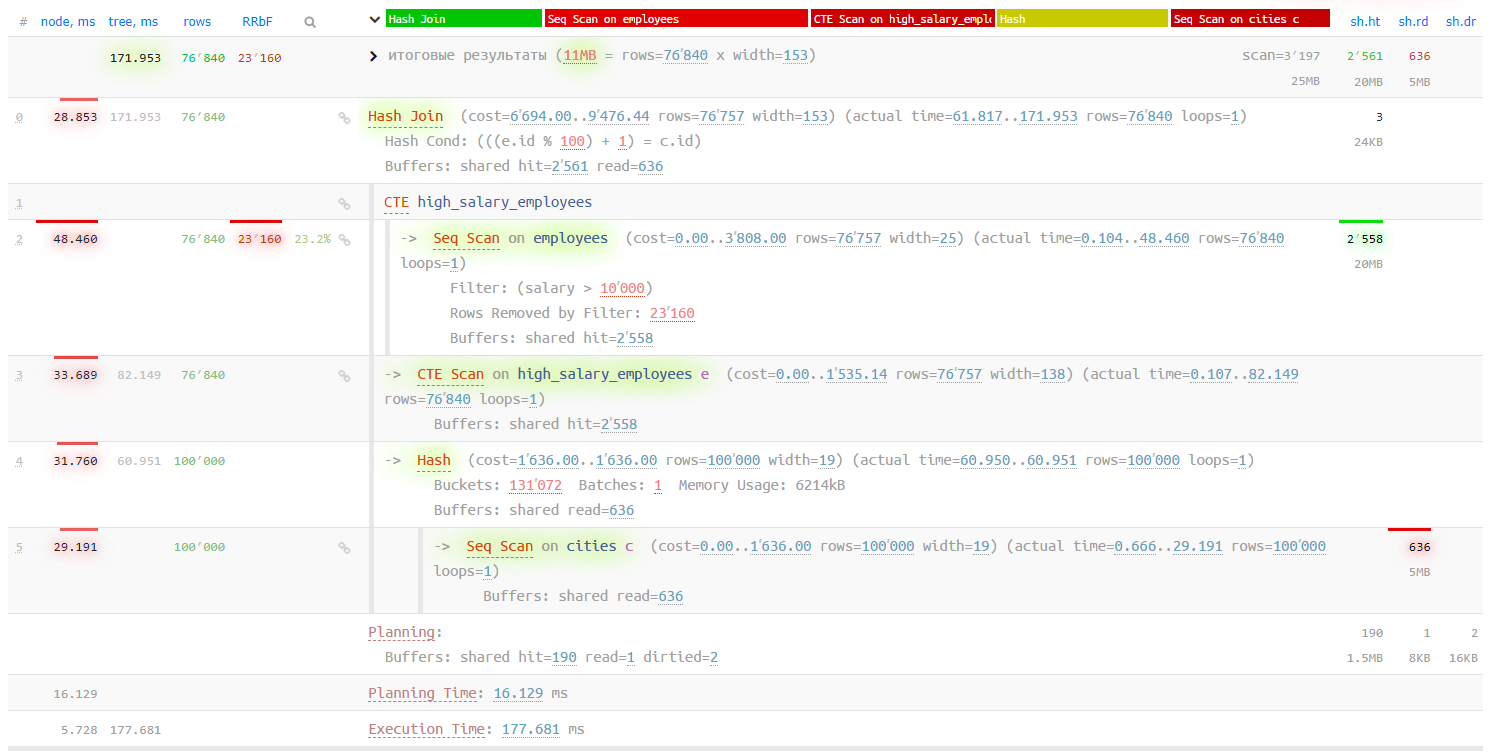 # node, ms tree, ms rows RRbF Hash Join Seq Scan on employees CTE Scan on high_salary_emplo Hash Seq Scan on cities c sh.ht sh.rd sh.dr
171.953 76′840 23′160 итоговые результаты (11MB = rows=76′840 x width=153) scan=3′197 2′561 636
25MB 20MB 5MB
0 28.853 171.953 76′840 Hash Join (cost=6′694.00..9′476.44 rows=76′757 width=153) (actual time=61.817..171.953 rows=76′840 loops=1) 3
Hash Cond: (((e.id % 100) + 1) = c.id) 24KB
Buffers: shared hit=2′561 read=636
1 CTE high_salary_employees
2 48.460 76′840 23′160 23.2% -> Seq Scan on employees (cost=0.00..3′808.00 rows=76′757 width=25) (actual time=0.104..48.460 rows=76′840 2′558
loops=1) 20MB
Filter: (salary > 10′000)
Rows Removed by Filter: 23′160
Buffers: shared hit=2′558
3 33.689 82.149 76′840 -> CTE Scan on high_salary_employees e (cost=0.00..1′535.14 rows=76′757 width=138) (actual time=0.107..82.149
rows=76′840 loops=1)
Buffers: shared hit=2′558
4 31.760 60.951 100′000 -> Hash (cost=1′636.00..1′636.00 rows=100′000 width=19) (actual time=60.950..60.951 rows=100′000 loops=1)
Buckets: 131′072 Batches: 1 Memory Usage: 6214kB
Buffers: shared read=636
5 29.191 100′000 -> Seq Scan on cities c (cost=0.00..1′636.00 rows=100′000 width=19) (actual time=0.666..29.191 rows=100′000 636
loops=1) 5MB
Buffers: shared read=636
Planning: 190 1 2
Buffers: shared hit=190 read=1 dirtied=2 1.5MB 8KB 16KB
16.129 Planning Time: 16.129 ms
5.728 177.681 Execution Time: 177.681 ms